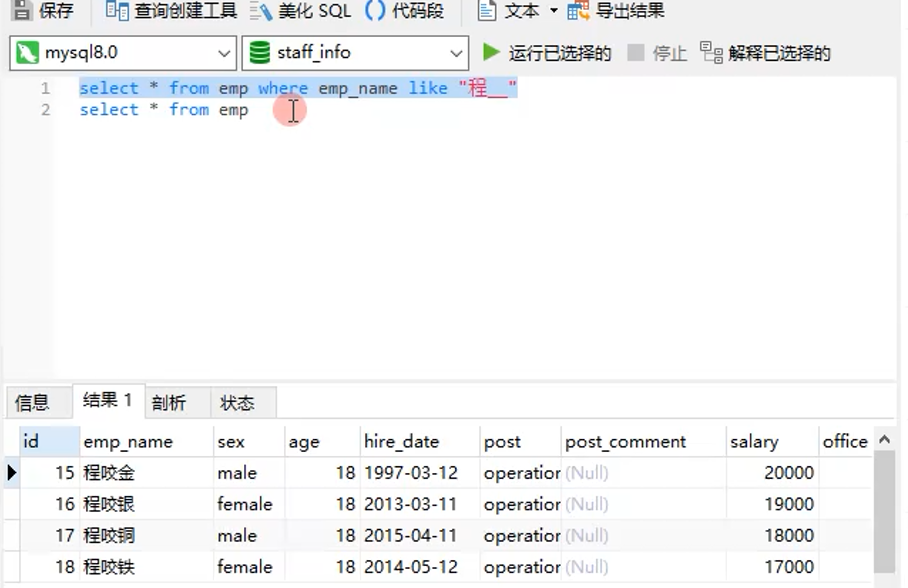 保存 查询创建工具 美化 SQL 代码段 文本 导出结果
mysql8.0 staff_info 运行已选择的 停止 解释已选择的
1 select * from emp where emp_name like "程__"
2 select * from emp
信息 结果 1 剖析 状态
id emp_name sex age hire_date post post_comment salary office
15 程咬金 male 18 1997-03-12 operation (Null) 20000
16 程咬银 female 18 2013-03-11 operation (Null) 19000
17 程咬铜 male 18 2015-04-11 operation (Null) 18000
18 程咬铁 female 18 2014-05-12 operation (Null) 17000